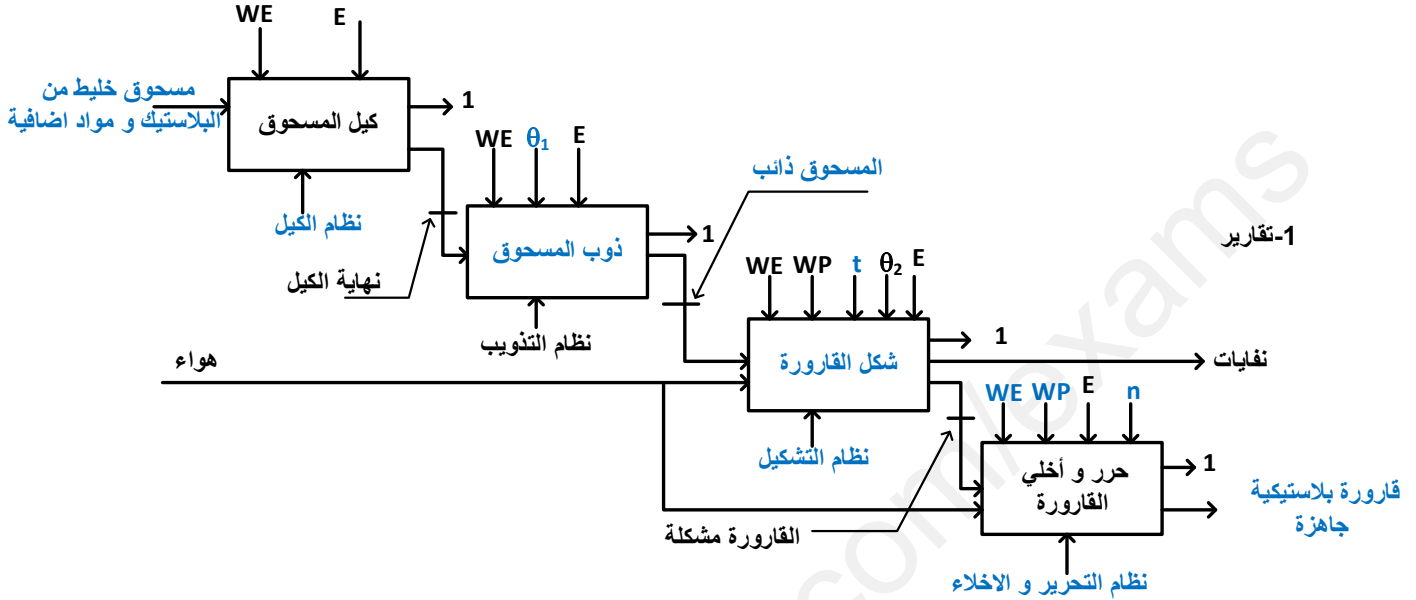 WE E
مسحوق خليط من
البلاستيك و مواد اضافية
كيل المسحوق
1
نظام الكيل
نهاية الكيل
WE θ1 E
ذوب المسحوق
1
نظام التذويب
المسحوق ذائب
1-تقارير
WE WP t θ2 E
شكل القارورة
1
نفايات
هواء
نظام التشكيل
القارورة مشكلة
WE WP E n
حرر و أخلي
القارورة
1
قارورة بلاستيكية
جاهزة
نظام التحرير و الاخلاء
com/exams